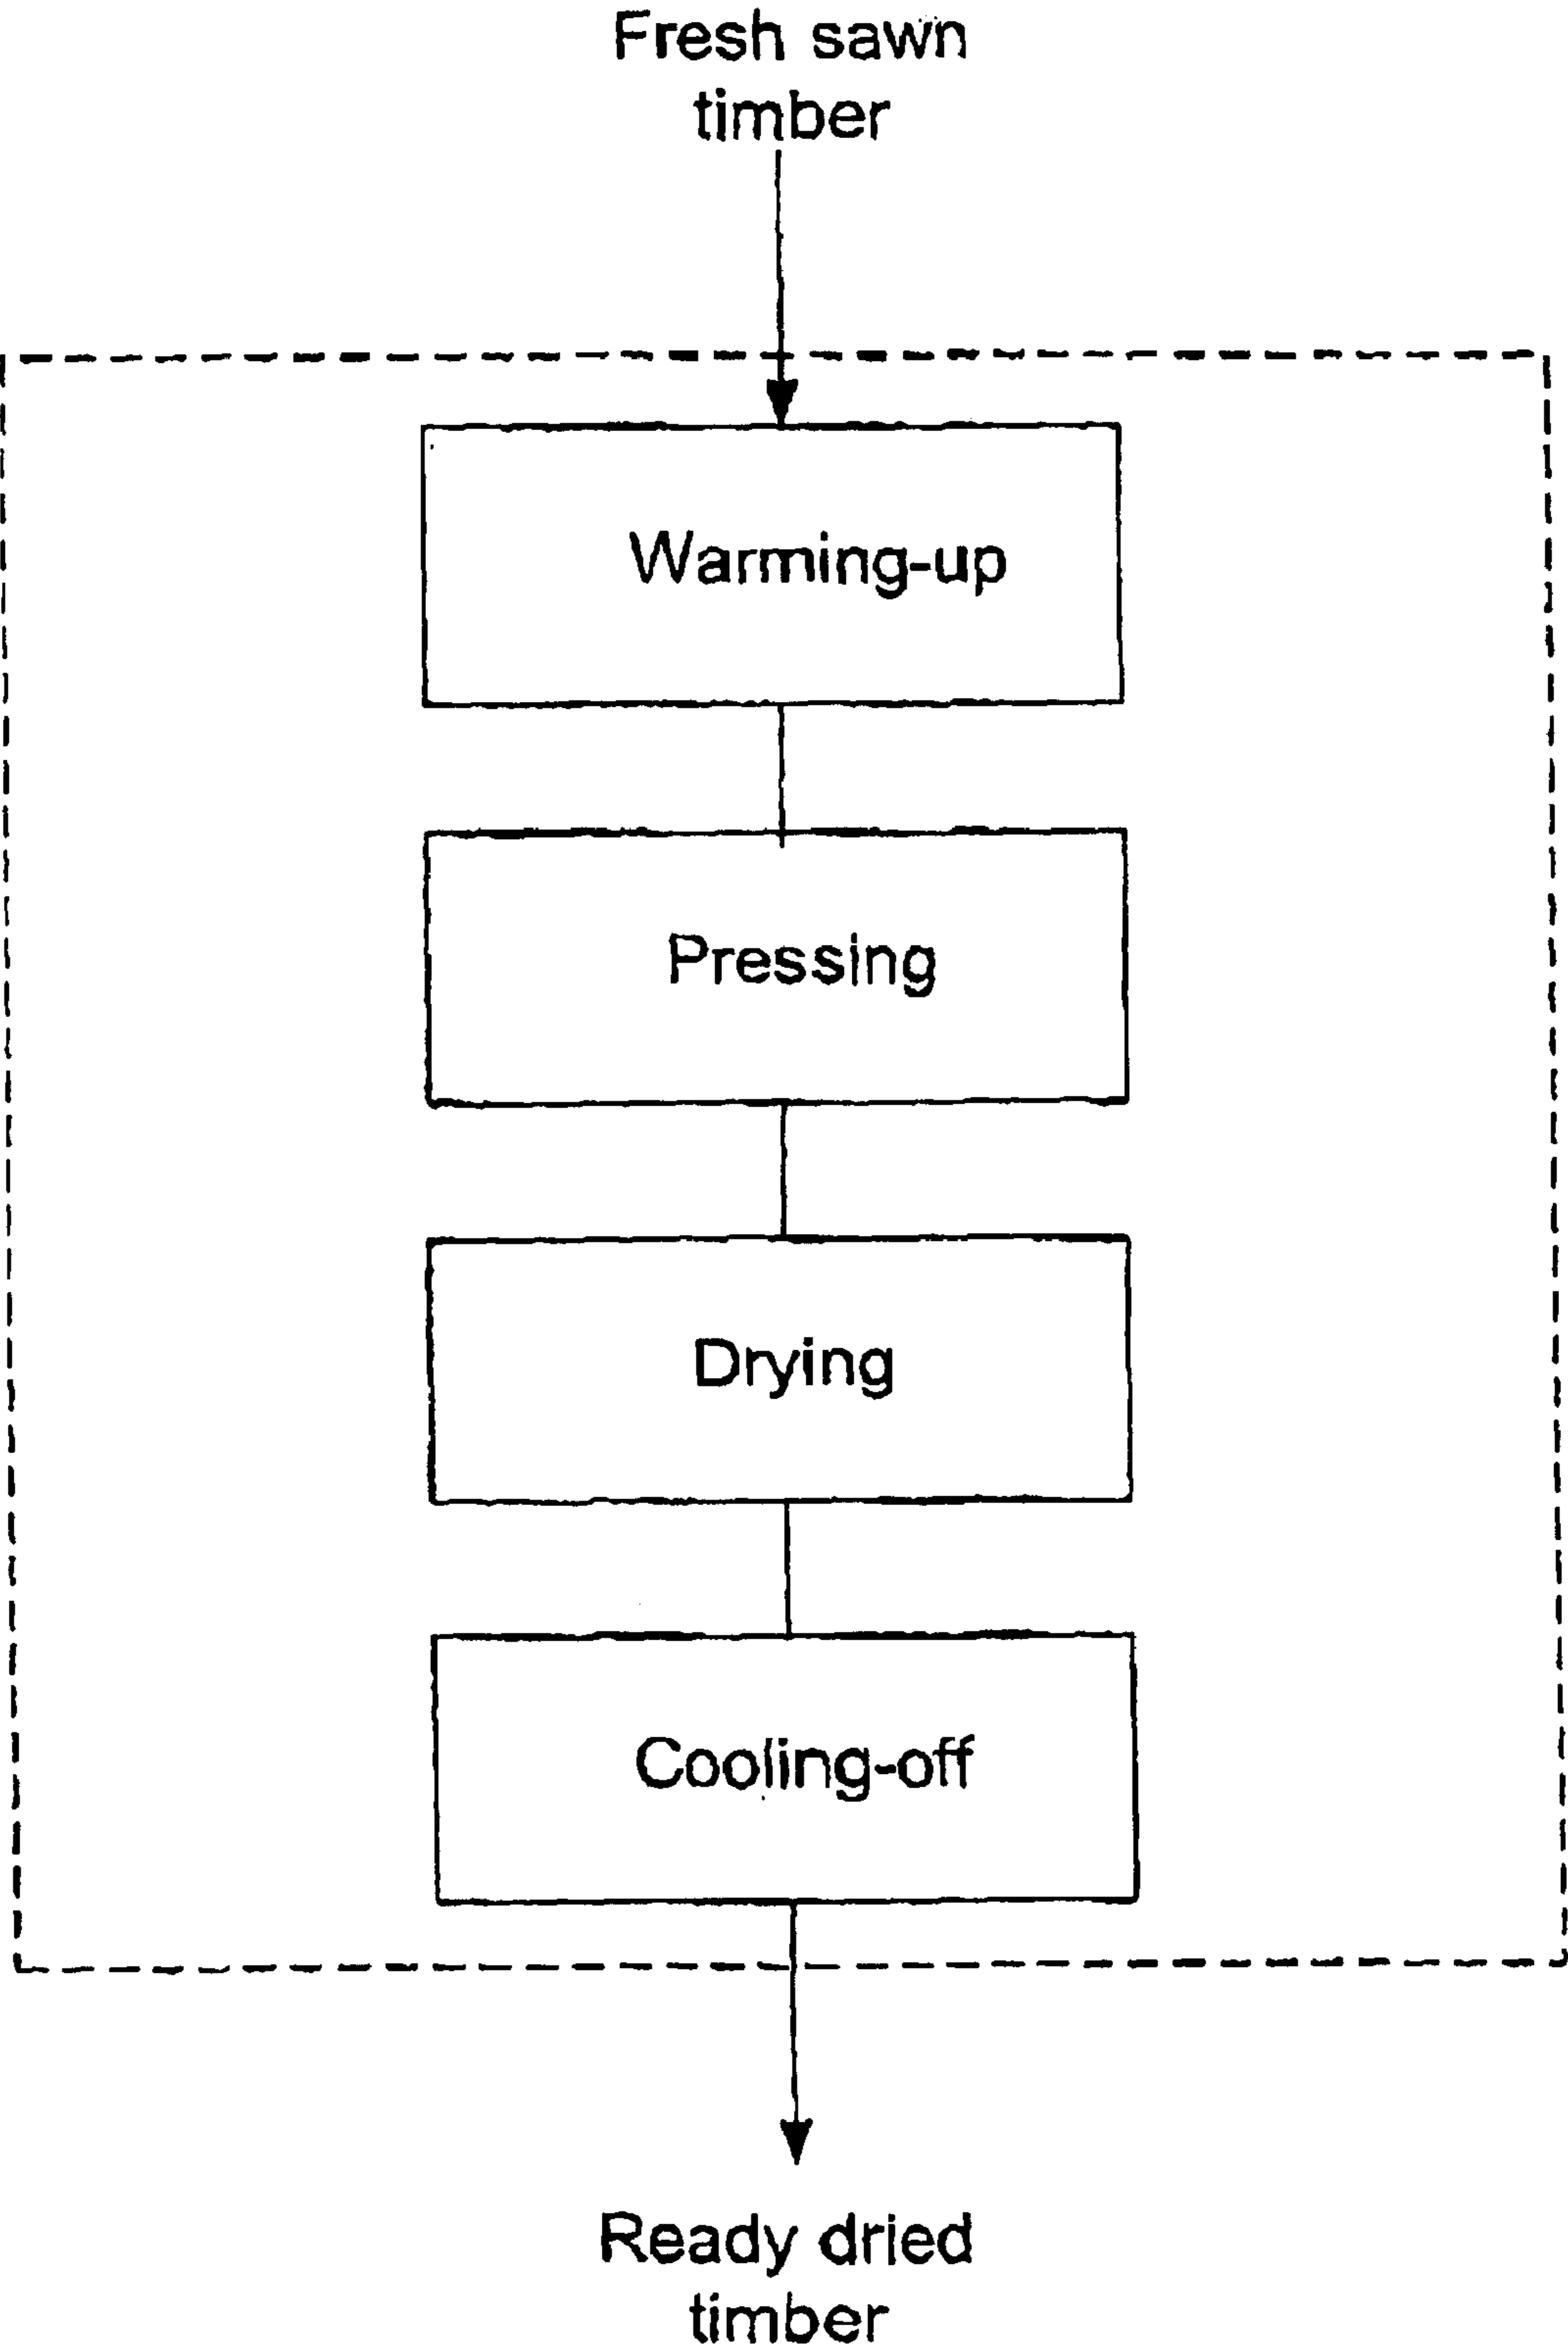 Fresh sawn
timber
Warming-up
Pressing
Drying
Cooling-off
Ready dried
timber